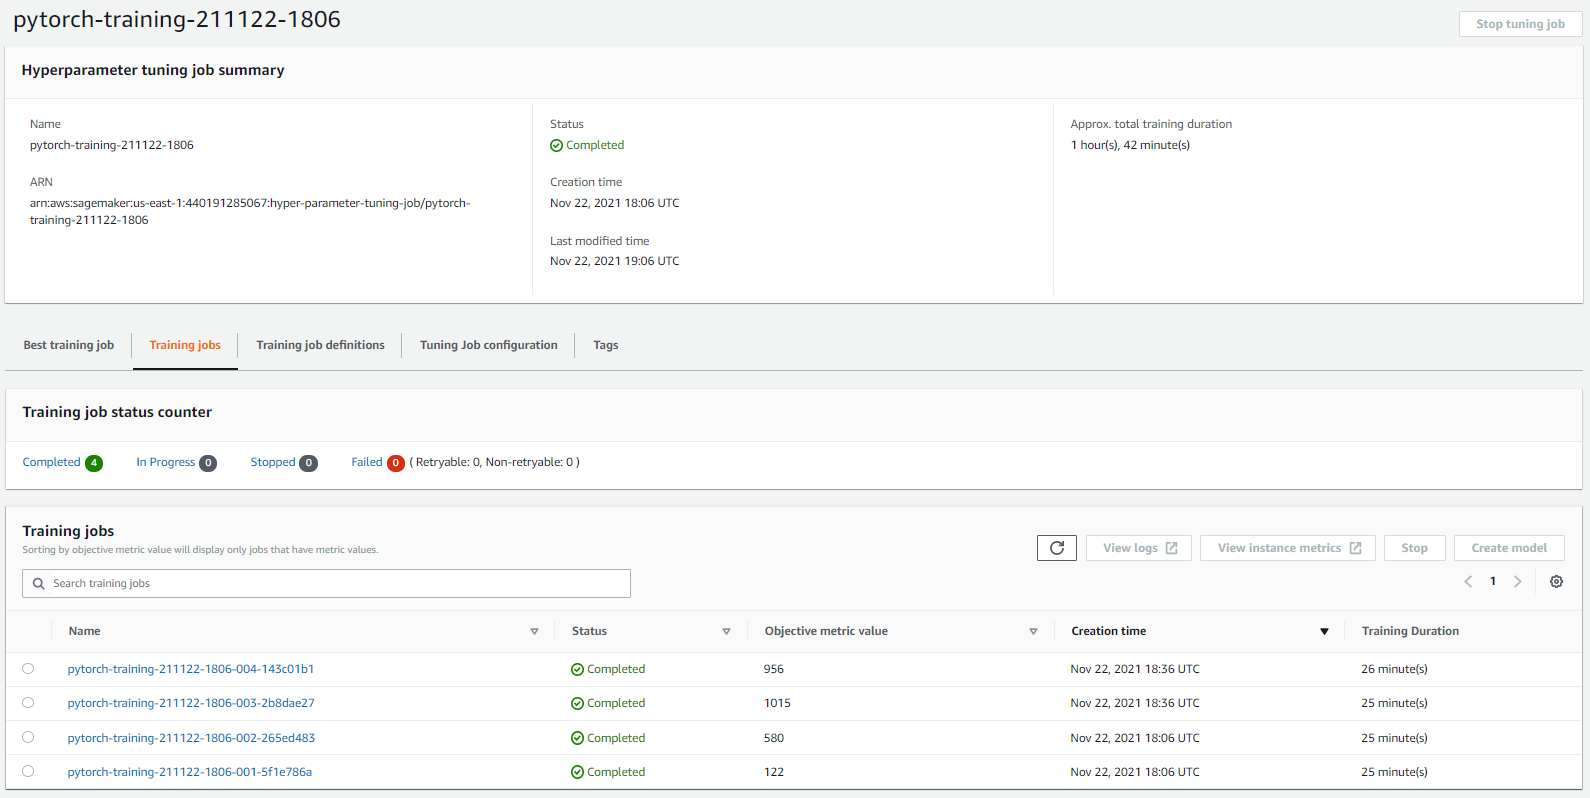 pytorch-training-211122-1806
Stop tuning job
Hyperparameter tuning job summary
Name
pytorch-training-211122-1806
ARN
arn:aws:sagemaker:us-east-1:440191285067:hyper-parameter-tuning-job/pytorch-
training-211122-1806
Status
Completed
Creation time
Nov 22, 2021 18:06 UTC
Last modified time
Nov 22, 2021 19:06 UTC
Approx. total training duration
1 hour(s), 42 minute(s)
Best training job Training jobs Training job definitions Tuning Job configuration Tags
Training job status counter
Completed 4 In Progress 0 Stopped 0 Failed 0 ( Retryable: 0, Non-retryable: 0 )
Training jobs
Sorting by objective metric value will display only jobs that have metric values.
View logs View instance metrics Stop Create model
Search training jobs
1
Name Status Objective metric value Creation time Training Duration
pytorch-training-211122-1806-004-143c01b1 Completed 956 Nov 22, 2021 18:36 UTC 26 minute(s)
pytorch-training-211122-1806-003-2b8dae27 Completed 1015 Nov 22, 2021 18:36 UTC 25 minute(s)
pytorch-training-211122-1806-002-265ed483 Completed 580 Nov 22, 2021 18:06 UTC 25 minute(s)
pytorch-training-211122-1806-001-5f1e786a Completed 122 Nov 22, 2021 18:06 UTC 25 minute(s)